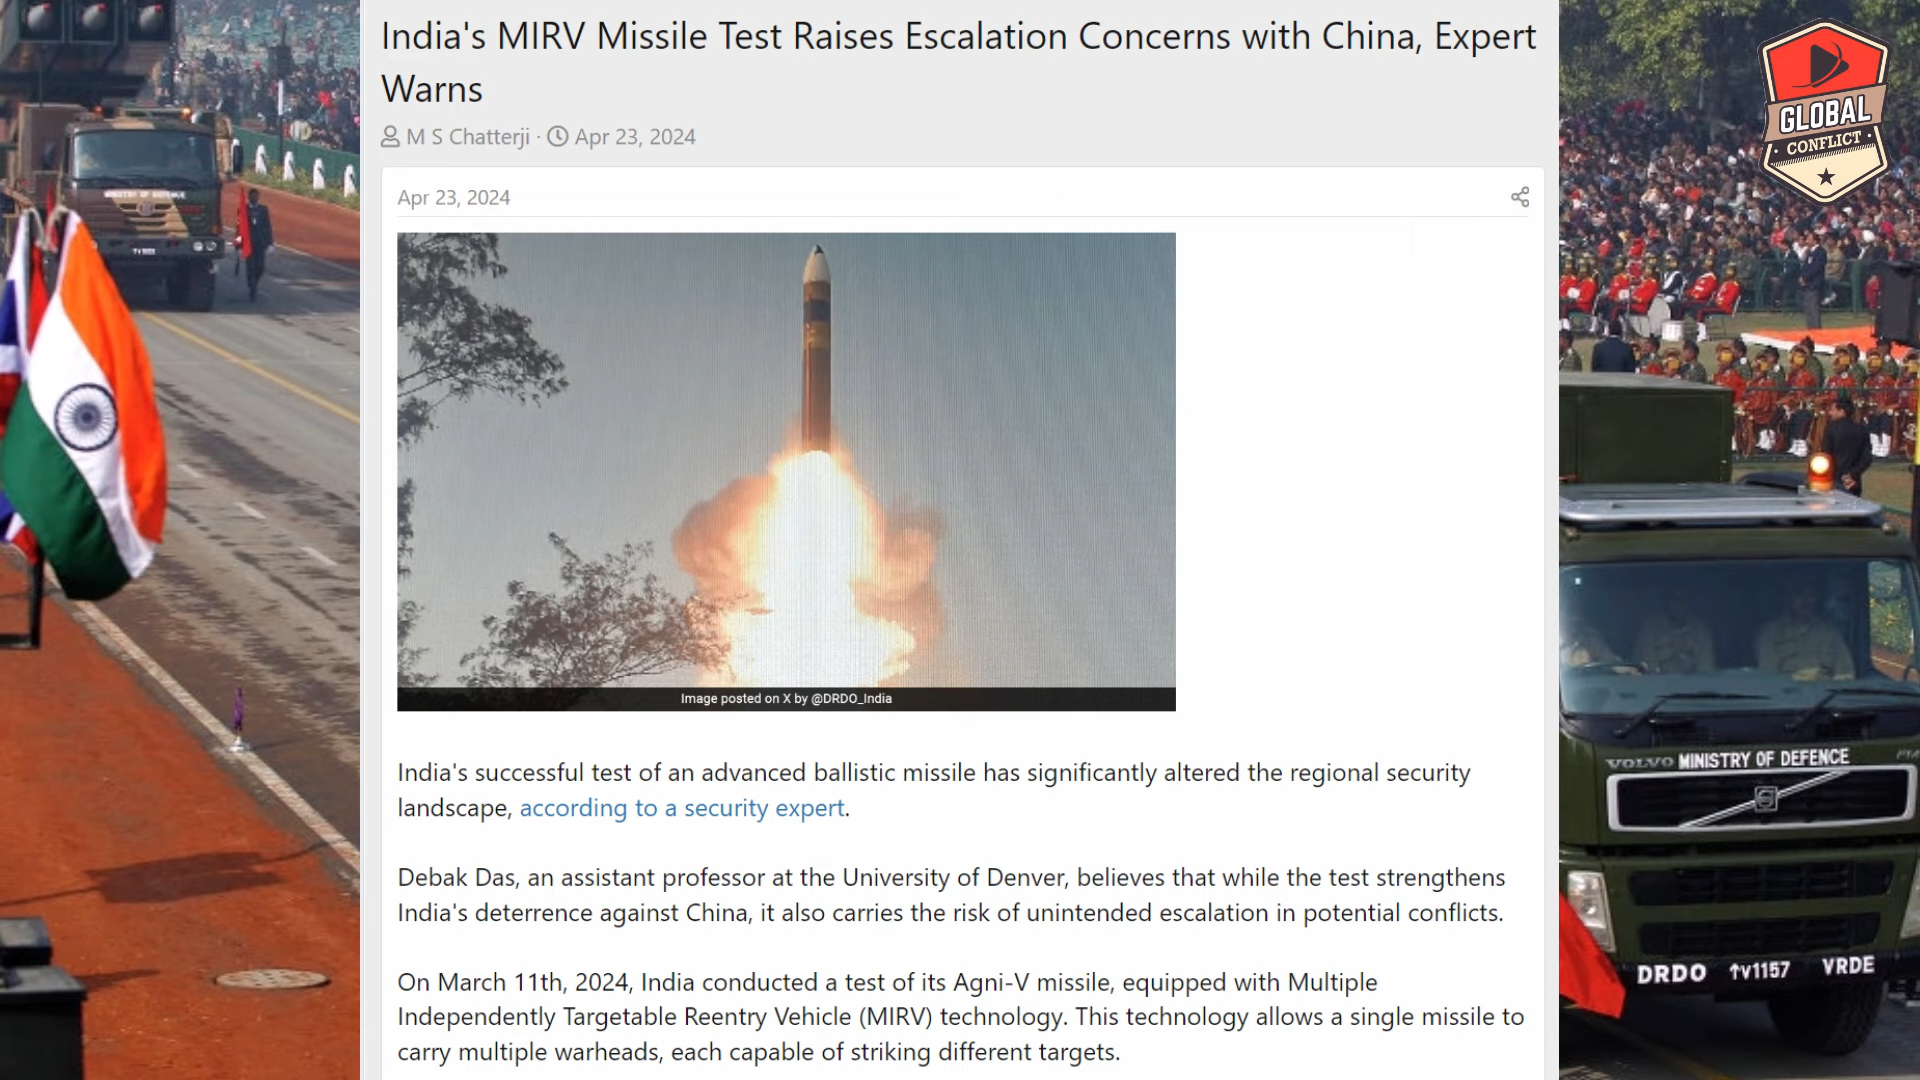 India's MIRV Missile Test Raises Escalation Concerns with China, Expert
Warns
M S Chatterji · Apr 23, 2024
Apr 23, 2024
Image posted on X by @DRDO_India
India's successful test of an advanced ballistic missile has significantly altered the regional security
landscape, according to a security expert.
Debak Das, an assistant professor at the University of Denver, believes that while the test strengthens
India's deterrence against China, it also carries the risk of unintended escalation in potential conflicts.
On March 11th, 2024, India conducted a test of its Agni-V missile, equipped with Multiple
Independently Targetable Reentry Vehicle (MIRV) technology. This technology allows a single missile to
carry multiple warheads, each capable of striking different targets.
GLOBAL
· CONFLICT ·
MINISTRY OF DEFENCE
VOLVO MINISTRY OF DEFENCE
DRDO ↑V1157 VRDE